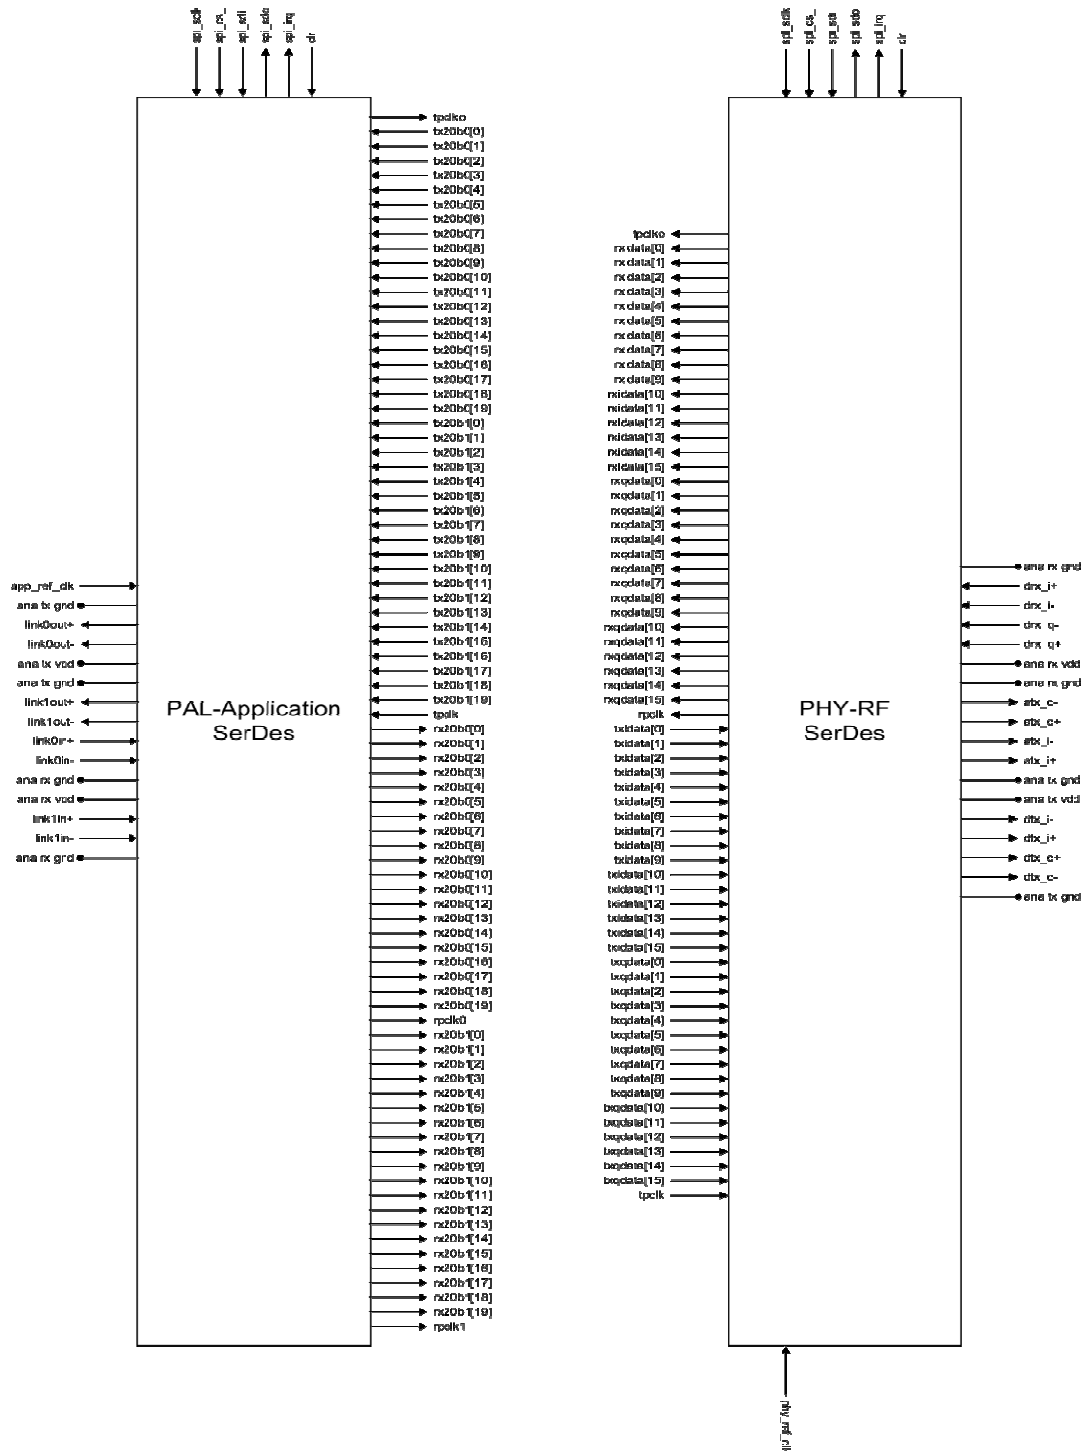 spi_sclk
spi_cs_
spi_sdi
spi_sdo
spi_irq
clr
tpclko
tx20b0[0]
tx20b0[1]
tx20b0[2]
tx20b0[3]
tx20b0[4]
tx20b0[5]
tx20b0[6]
tx20b0[7]
tx20b0[8]
tx20b0[9]
tx20b0[10]
tx20b0[11]
tx20b0[12]
tx20b0[13]
tx20b0[14]
tx20b0[15]
tx20b0[16]
tx20b0[17]
tx20b0[18]
tx20b0[19]
tx20b1[0]
tx20b1[1]
tx20b1[2]
tx20b1[3]
tx20b1[4]
tx20b1[5]
tx20b1[6]
tx20b1[7]
tx20b1[8]
tx20b1[9]
tx20b1[10]
tx20b1[11]
tx20b1[12]
tx20b1[13]
tx20b1[14]
tx20b1[15]
tx20b1[16]
tx20b1[17]
tx20b1[18]
tx20b1[19]
tpclk
rx20b0[0]
rx20b0[1]
rx20b0[2]
rx20b0[3]
rx20b0[4]
rx20b0[5]
rx20b0[6]
rx20b0[7]
rx20b0[8]
rx20b0[9]
rx20b0[10]
rx20b0[11]
rx20b0[12]
rx20b0[13]
rx20b0[14]
rx20b0[15]
rx20b0[16]
rx20b0[17]
rx20b0[18]
rx20b0[19]
rpclk0
rx20b1[0]
rx20b1[1]
rx20b1[2]
rx20b1[3]
rx20b1[4]
rx20b1[5]
rx20b1[6]
rx20b1[7]
rx20b1[8]
rx20b1[9]
rx20b1[10]
rx20b1[11]
rx20b1[12]
rx20b1[13]
rx20b1[14]
rx20b1[15]
rx20b1[16]
rx20b1[17]
rx20b1[18]
rx20b1[19]
rpclk1
app_ref_clk
ana tx gnd
link0out+
link0out-
ana tx vdd
ana tx gnd
link1out+
link1out-
link0in+
link0in-
ana rx gnd
ana rx vdd
link1in+
link1in-
ana rx gnd
PAL-Application
SerDes
spi_sclk
spi_cs_
spi_sdi
spi_sdo
spi_irq
clr
tpclko
rxidata[0]
rxidata[1]
rxidata[2]
rxidata[3]
rxidata[4]
rxidata[5]
rxidata[6]
rxidata[7]
rxidata[8]
rxidata[9]
rxidata[10]
rxidata[11]
rxidata[12]
rxidata[13]
rxidata[14]
rxidata[15]
rxqdata[0]
rxqdata[1]
rxqdata[2]
rxqdata[3]
rxqdata[4]
rxqdata[5]
rxqdata[6]
rxqdata[7]
rxqdata[8]
rxqdata[9]
rxqdata[10]
rxqdata[11]
rxqdata[12]
rxqdata[13]
rxqdata[14]
rxqdata[15]
rpclk
txidata[0]
txidata[1]
txidata[2]
txidata[3]
txidata[4]
txidata[5]
txidata[6]
txidata[7]
txidata[8]
txidata[9]
txidata[10]
txidata[11]
txidata[12]
txidata[13]
txidata[14]
txidata[15]
txqdata[0]
txqdata[1]
txqdata[2]
txqdata[3]
txqdata[4]
txqdata[5]
txqdata[6]
txqdata[7]
txqdata[8]
txqdata[9]
txqdata[10]
txqdata[11]
txqdata[12]
txqdata[13]
txqdata[14]
txqdata[15]
tpclk
PHY-RF
SerDes
ana rx gnd
drx_i+
drx_i-
drx_q-
drx_q+
ana rx vdd
ana rx gnd
atx_q-
atx_q+
atx_i-
atx_i+
ana tx gnd
ana tx vdd
dtx_i-
dtx_i+
dtx_q+
dtx_q-
ana tx gnd
phy_ref_clk